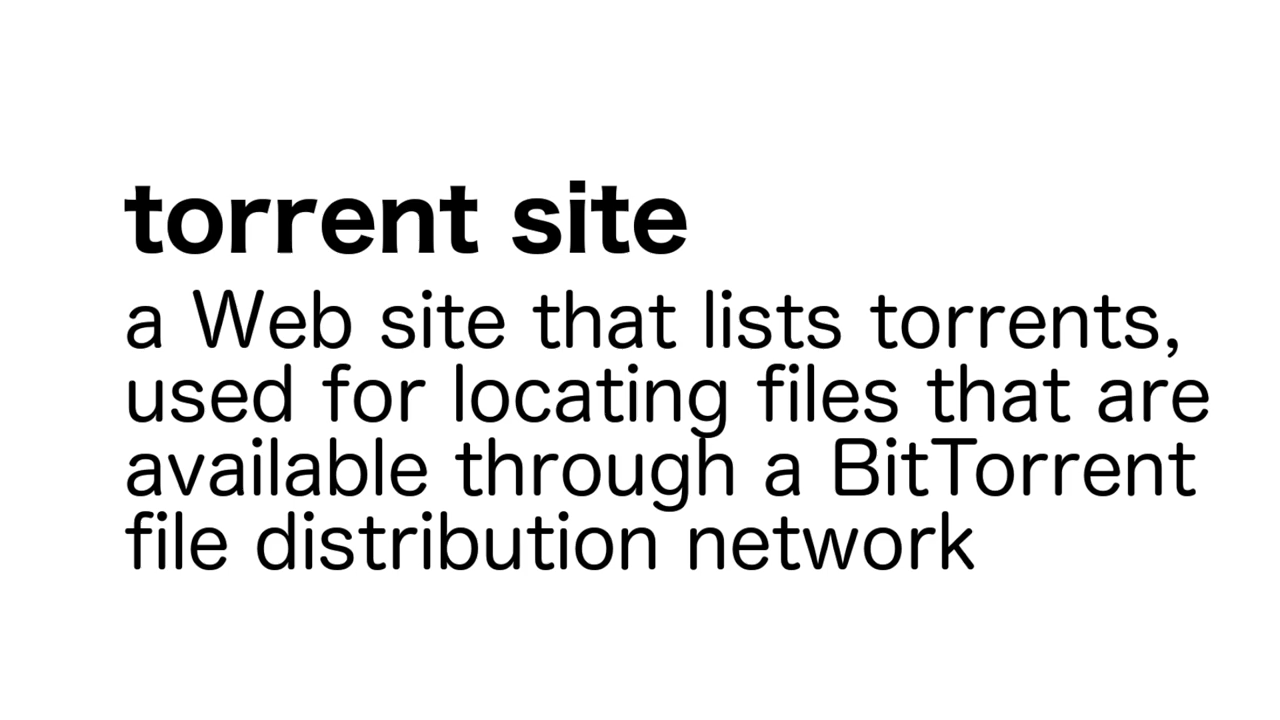 torrent site
a Web site that lists torrents,
used for locating files that are
available through a BitTorrent
file distribution network